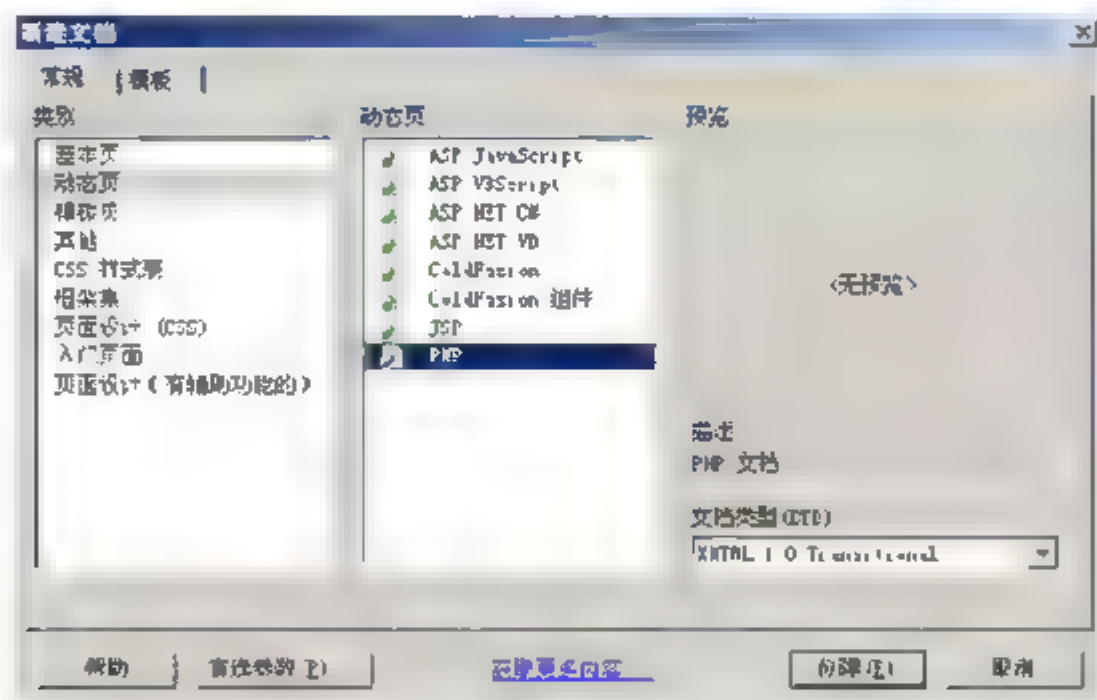 新建文档
常规 模板
类别
基本页
动态页
模板页
其他
CSS 样式表
框架集
页面设计 (CSS)
入门页面
页面设计(有辅助功能的)
动态页
ASP JavaScript
ASP VBScript
ASP NET C#
ASP NET VB
ColdFusion
ColdFusion 组件
JSP
PHP
预览
<无预览>
描述
PHP 文档
文档类型(DTD)
XHTML 1 0 Transitional
帮助
首选参数(P)
获取更多内容
创建(R)
取消